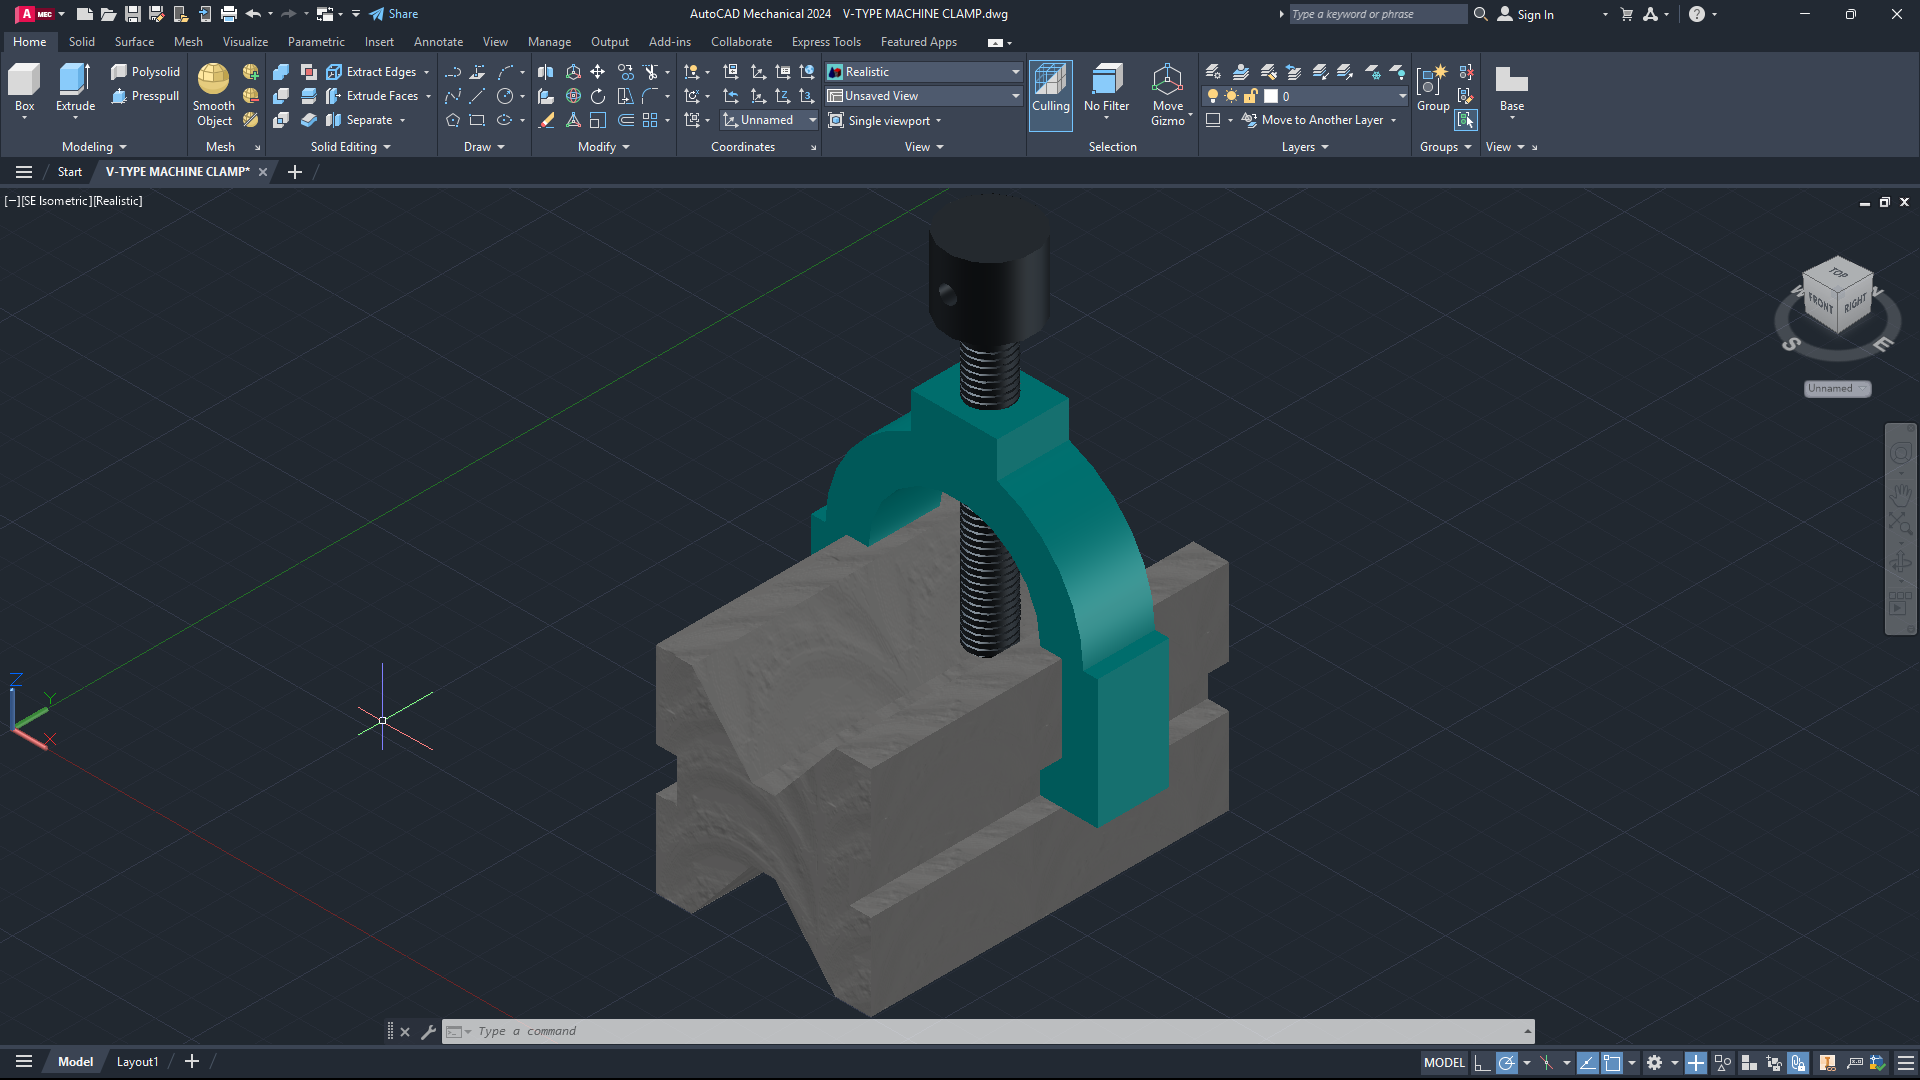 A MEC
Share
AutoCAD Mechanical 2024 V-TYPE MACHINE CLAMP.dwg
Type a keyword or phrase
Sign In
Home Solid Surface Mesh Visualize Parametric Insert Annotate View Manage Output Add-ins Collaborate Express Tools Featured Apps
Polysolid
Presspull
Box
Extrude
Smooth Object
Extract Edges
Extrude Faces
Separate
Realistic
Unsaved View
Unnamed
Single viewport
Culling
No Filter
Move Gizmo
0
Move to Another Layer
Group
Base
Modeling Mesh Solid Editing Draw Modify Coordinates View Selection Layers Groups View
Start V-TYPE MACHINE CLAMP*
[−][SE Isometric][Realistic]
TOP
FRONT
RIGHT
W
N
S
E
Unnamed
Z
Y
X
Type a command
Model Layout1
MODEL